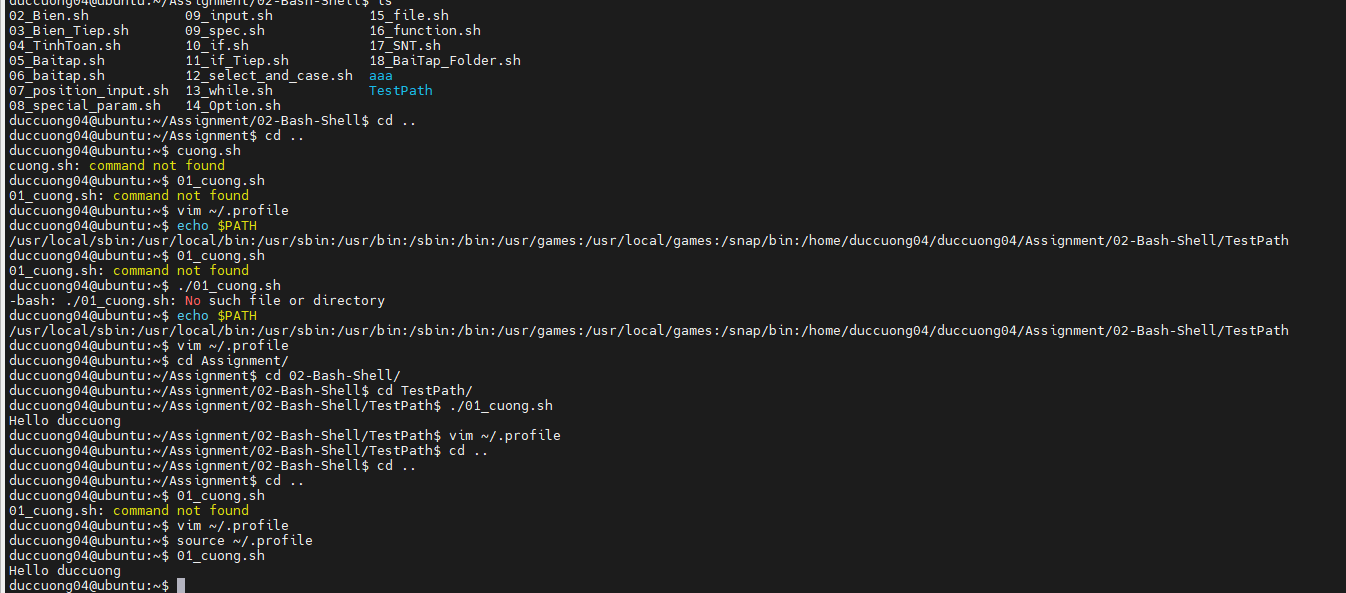 duccuong04@ubuntu:~/Assignment/02-Bash-Shell$ ls
02_Bien.sh 09_input.sh 15_file.sh
03_Bien_Tiep.sh 09_spec.sh 16_function.sh
04_TinhToan.sh 10_if.sh 17_SNT.sh
05_Baitap.sh 11_if_Tiep.sh 18_BaiTap_Folder.sh
06_baitap.sh 12_select_and_case.sh aaa
07_position_input.sh 13_while.sh TestPath
08_special_param.sh 14_Option.sh
duccuong04@ubuntu:~/Assignment/02-Bash-Shell$ cd ..
duccuong04@ubuntu:~/Assignment$ cd ..
duccuong04@ubuntu:~$ cuong.sh
cuong.sh: command not found
duccuong04@ubuntu:~$ 01_cuong.sh
01_cuong.sh: command not found
duccuong04@ubuntu:~$ vim ~/.profile
duccuong04@ubuntu:~$ echo $PATH
/usr/local/sbin:/usr/local/bin:/usr/sbin:/usr/bin:/sbin:/bin:/usr/games:/usr/local/games:/snap/bin:/home/duccuong04/duccuong04/Assignment/02-Bash-Shell/TestPath
duccuong04@ubuntu:~$ 01_cuong.sh
01_cuong.sh: command not found
duccuong04@ubuntu:~$ ./01_cuong.sh
-bash: ./01_cuong.sh: No such file or directory
duccuong04@ubuntu:~$ echo $PATH
/usr/local/sbin:/usr/local/bin:/usr/sbin:/usr/bin:/sbin:/bin:/usr/games:/usr/local/games:/snap/bin:/home/duccuong04/duccuong04/Assignment/02-Bash-Shell/TestPath
duccuong04@ubuntu:~$ vim ~/.profile
duccuong04@ubuntu:~$ cd Assignment/
duccuong04@ubuntu:~/Assignment$ cd 02-Bash-Shell/
duccuong04@ubuntu:~/Assignment/02-Bash-Shell$ cd TestPath/
duccuong04@ubuntu:~/Assignment/02-Bash-Shell/TestPath$ ./01_cuong.sh
Hello duccuong
duccuong04@ubuntu:~/Assignment/02-Bash-Shell/TestPath$ vim ~/.profile
duccuong04@ubuntu:~/Assignment/02-Bash-Shell/TestPath$ cd ..
duccuong04@ubuntu:~/Assignment/02-Bash-Shell$ cd ..
duccuong04@ubuntu:~/Assignment$ cd ..
duccuong04@ubuntu:~$ 01_cuong.sh
01_cuong.sh: command not found
duccuong04@ubuntu:~$ vim ~/.profile
duccuong04@ubuntu:~$ source ~/.profile
duccuong04@ubuntu:~$ 01_cuong.sh
Hello duccuong
duccuong04@ubuntu:~$